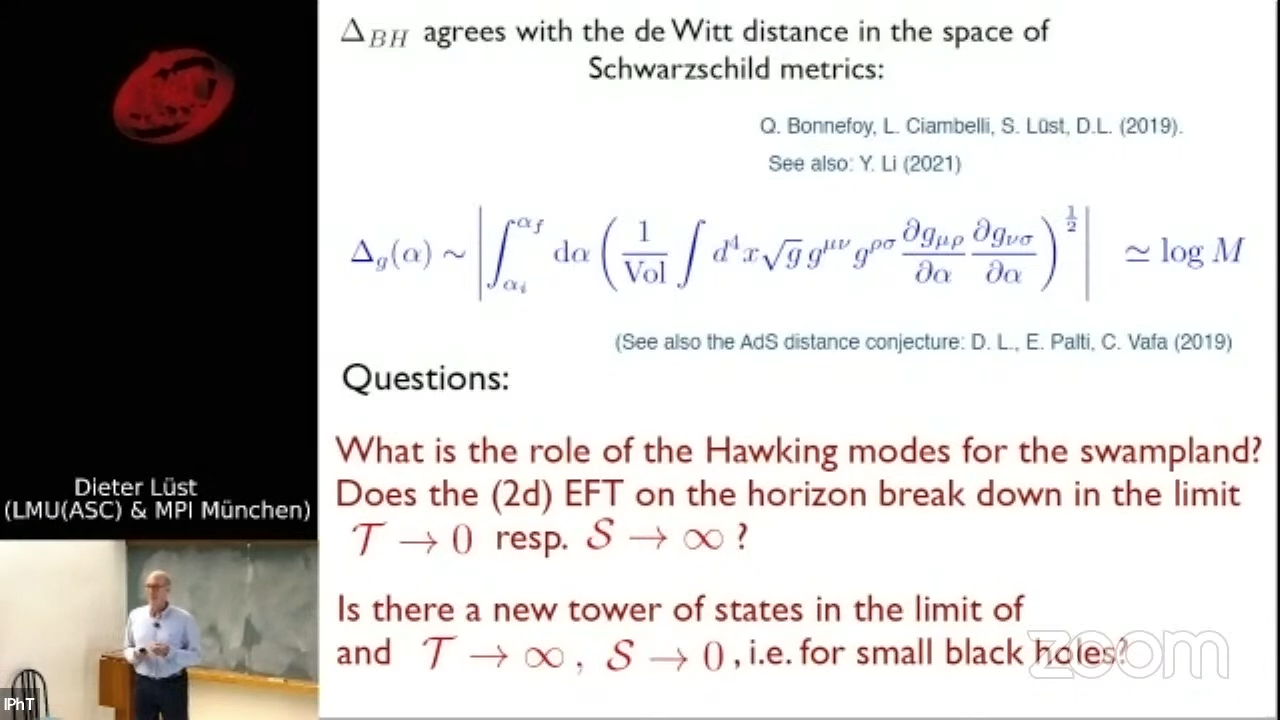 Δ_{BH} agrees with the de Witt distance in the space of
Schwarzschild metrics:
Q. Bonnefoy, L. Ciambelli, S. Lüst, D.L. (2019).
See also: Y. Li (2021)
Δ_g(α) ∼ | ∫_{α_i}^{α_f} dα ( 1/Vol ∫ d⁴x √g g^{μν} g^{ρσ} ∂g_{μρ}/∂α ∂g_{νσ}/∂α )^{1/2} | ≃ log M
(See also the AdS distance conjecture: D. L., E. Palti, C. Vafa (2019)
Questions:
What is the role of the Hawking modes for the swampland?
Does the (2d) EFT on the horizon break down in the limit
𝒯 → 0 resp. 𝒮 → ∞ ?
Is there a new tower of states in the limit of
and 𝒯 → ∞ , 𝒮 → 0 , i.e. for small black holes?
zoom
Dieter Lüst
(LMU(ASC) & MPI München)
IPhT